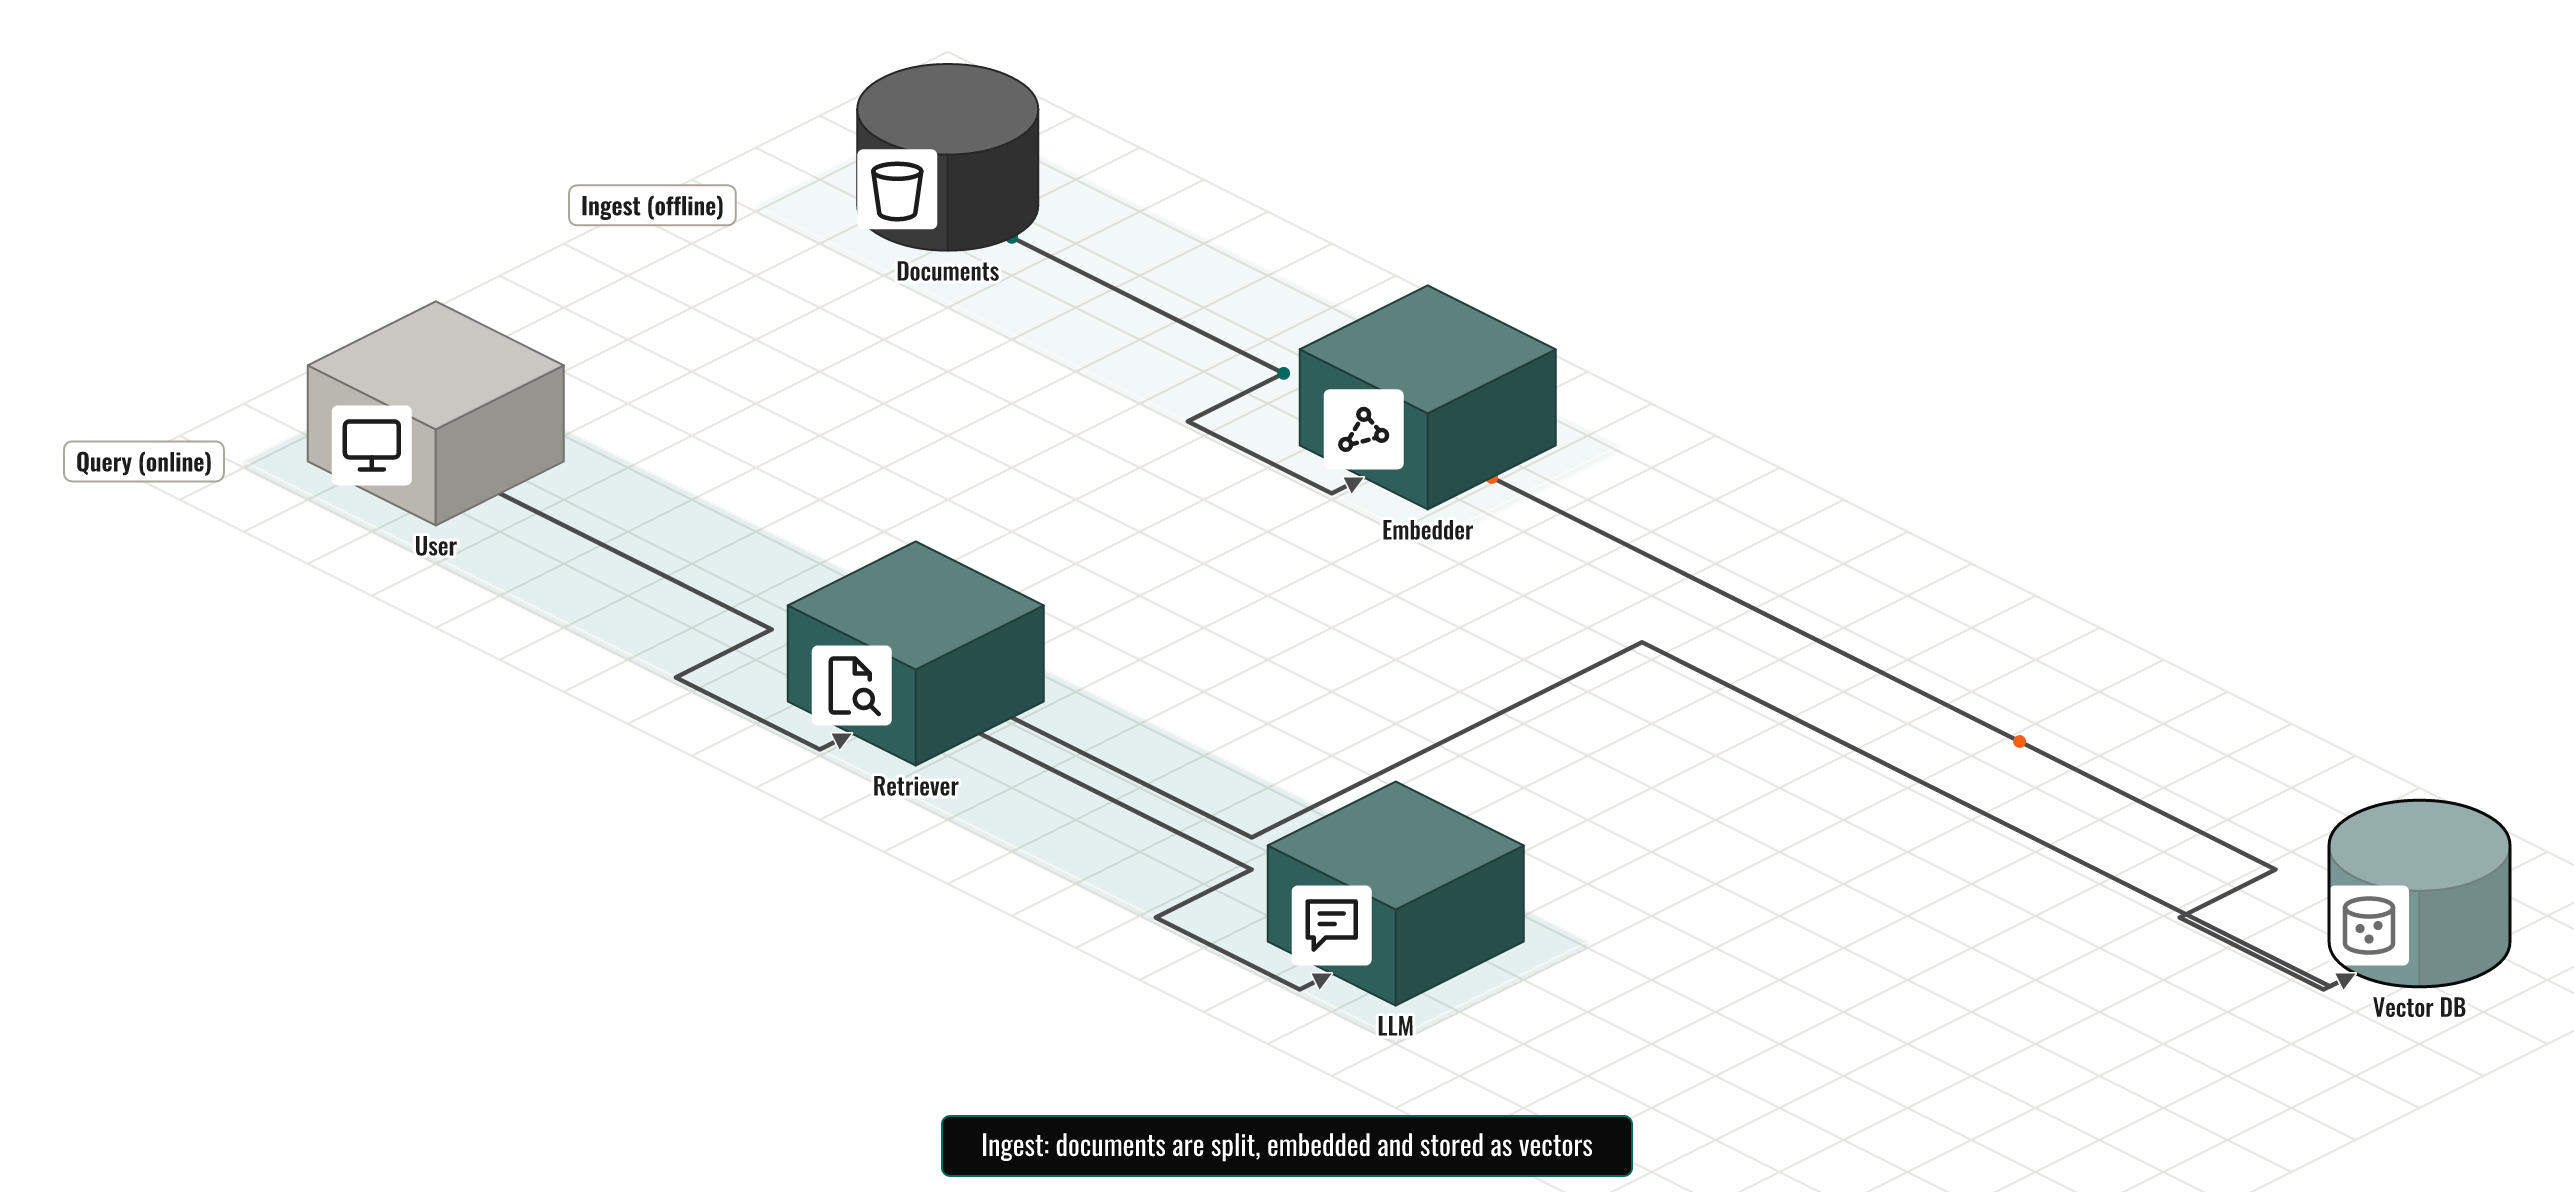 Ingest (offline)
Documents
Query (online)
User
Embedder
Retriever
LLM
Vector DB
Ingest: documents are split, embedded and stored as vectors